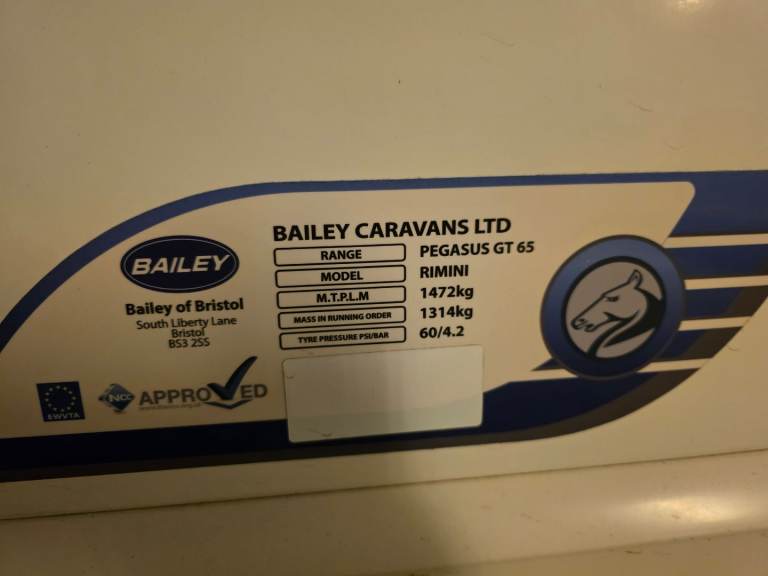 BAILEY CARAVANS LTD
RANGE PEGASUS GT 65
MODEL RIMINI
M.T.P.L.M 1472kg
MASS IN RUNNING ORDER 1314kg
TYRE PRESSURE PSI/BAR 60/4.2
BAILEY
Bailey of Bristol
South Liberty Lane
Bristol
BS3 2SS
EWVTA
NCC
APPROVED